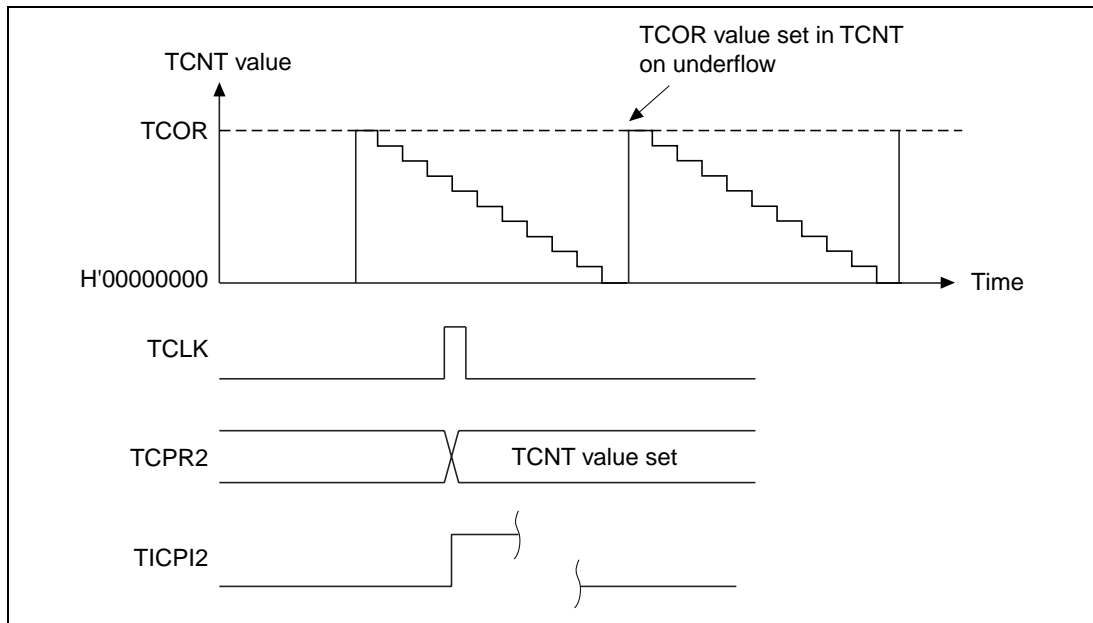 TCOR value set in TCNT
on underflow
TCNT value
TCOR
H'00000000
Time
TCLK
TCPR2
TCNT value set
TICPI2